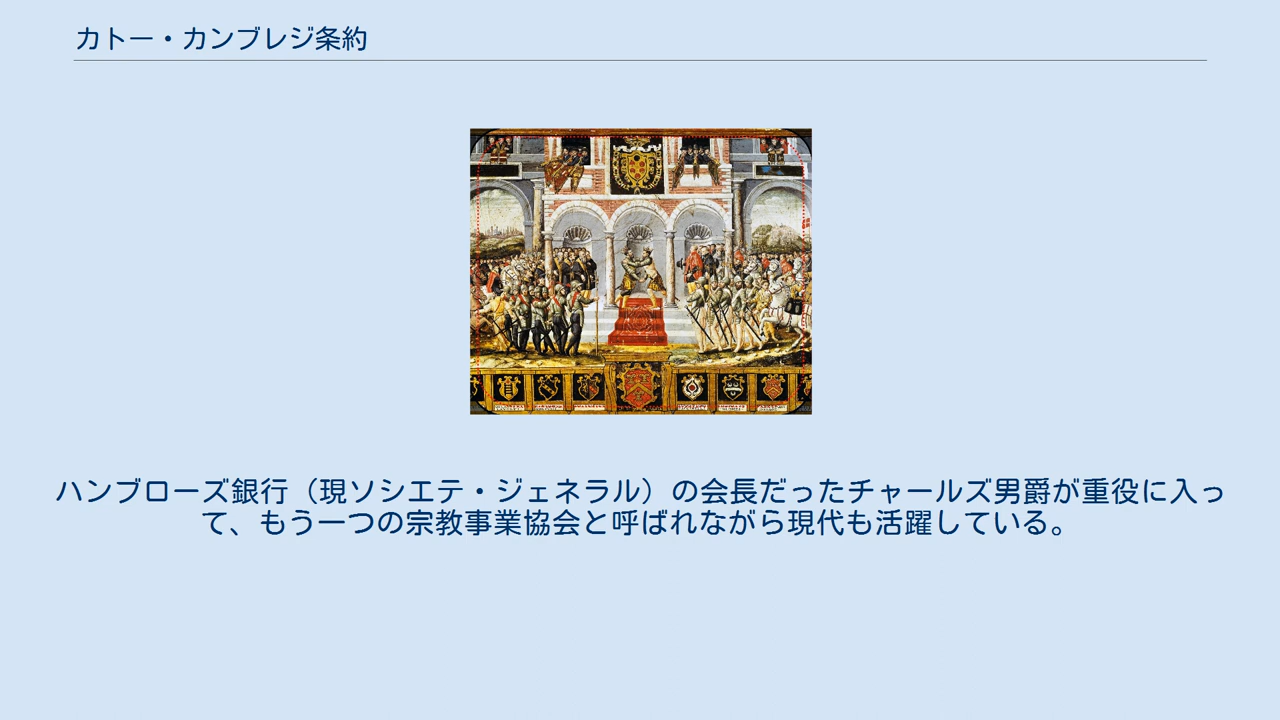 カトー・カンブレジ条約
ハンブローズ銀行（現ソシエテ・ジェネラル）の会長だったチャールズ男爵が重役に入っ
て、もう一つの宗教事業協会と呼ばれながら現代も活躍している。